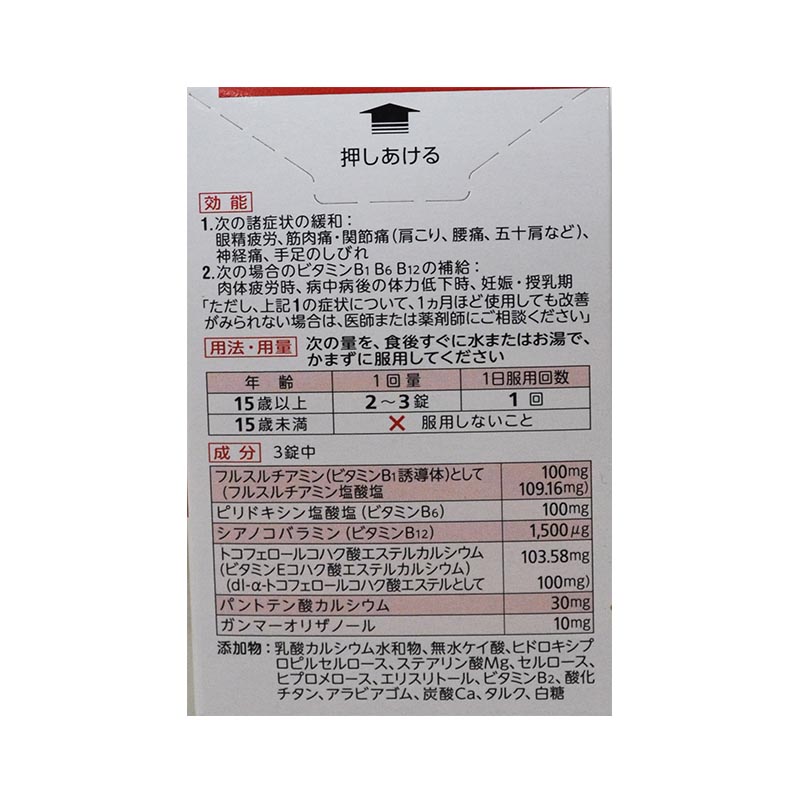 押しあける
効能
1.次の諸症状の緩和：
眼精疲労、筋肉痛・関節痛（肩こり、腰痛、五十肩など）、
神経痛、手足のしびれ
2.次の場合のビタミンB1 B6 B12の補給：
肉体疲労時、病中病後の体力低下時、妊娠・授乳期
「ただし、上記1の症状について、1ヵ月ほど使用しても改善
がみられない場合は、医師または薬剤師にご相談ください」
用法・用量 次の量を、食後すぐに水またはお湯で、
かまずに服用してください
年齢 1回量 1日服用回数
15歳以上 2～3錠 1回
15歳未満 × 服用しないこと
成分 3錠中
フルスルチアミン（ビタミンB1誘導体）として 100mg
（フルスルチアミン塩酸塩 109.16mg）
ピリドキシン塩酸塩（ビタミンB6） 100mg
シアノコバラミン（ビタミンB12） 1,500μg
トコフェロールコハク酸エステルカルシウム 103.58mg
（ビタミンEコハク酸エステルカルシウム）
（dl-α-トコフェロールコハク酸エステルとして 100mg）
パントテン酸カルシウム 30mg
ガンマーオリザノール 10mg
添加物：乳酸カルシウム水和物、無水ケイ酸、ヒドロキシプ
ロピルセルロース、ステアリン酸Mg、セルロース、
ヒプロメロース、エリスリトール、ビタミンB2、酸化
チタン、アラビアゴム、炭酸Ca、タルク、白糖